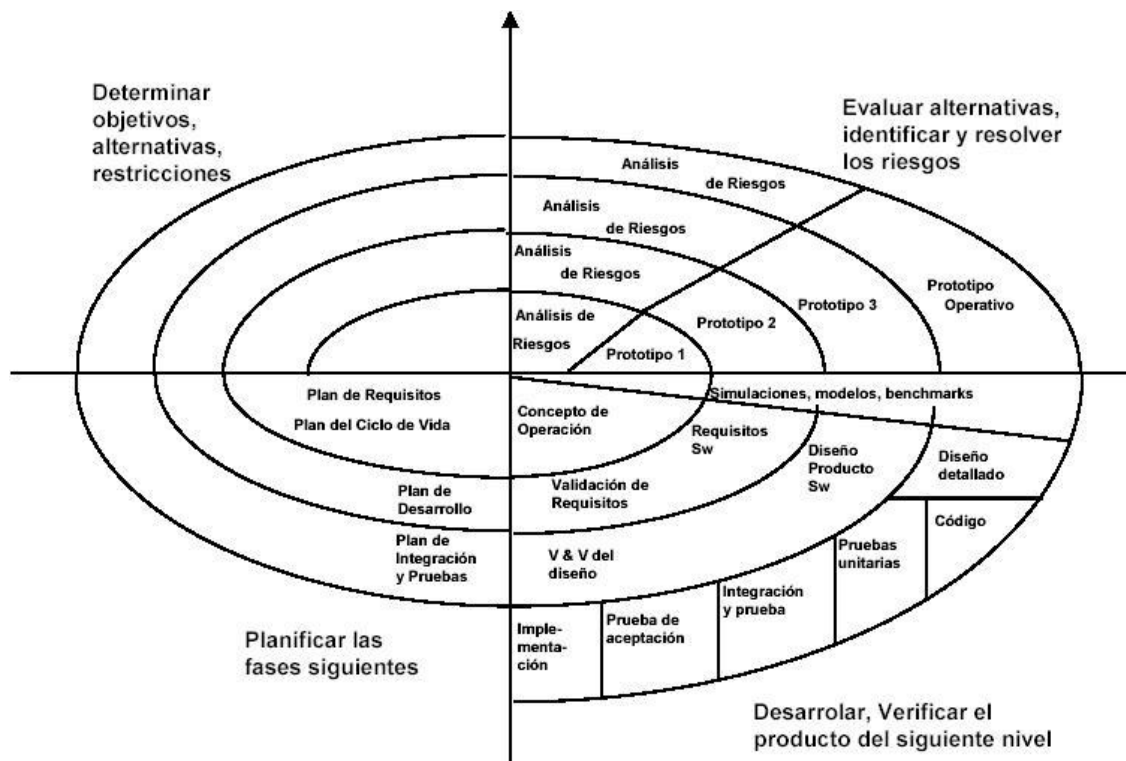 Determinar
objetivos,
alternativas,
restricciones
Evaluar alternativas,
identificar y resolver
los riesgos
Análisis
de Riesgos
Análisis
de Riesgos
Análisis
de Riesgos
Análisis de
Riesgos
Prototipo 1
Prototipo 2
Prototipo 3
Prototipo
Operativo
Simulaciones, modelos, benchmarks
Plan de Requisitos
Plan del Ciclo de Vida
Concepto de
Operación
Requisitos
Sw
Diseño
Producto
Sw
Diseño
detallado
Plan de
Desarrollo
Validación de
Requisitos
Código
Plan de
Integración
y Pruebas
V & V del
diseño
Pruebas
unitarias
Integración
y prueba
Prueba de
aceptación
Imple-
menta-
ción
Planificar las
fases siguientes
Desarrolar, Verificar el
producto del siguiente nivel